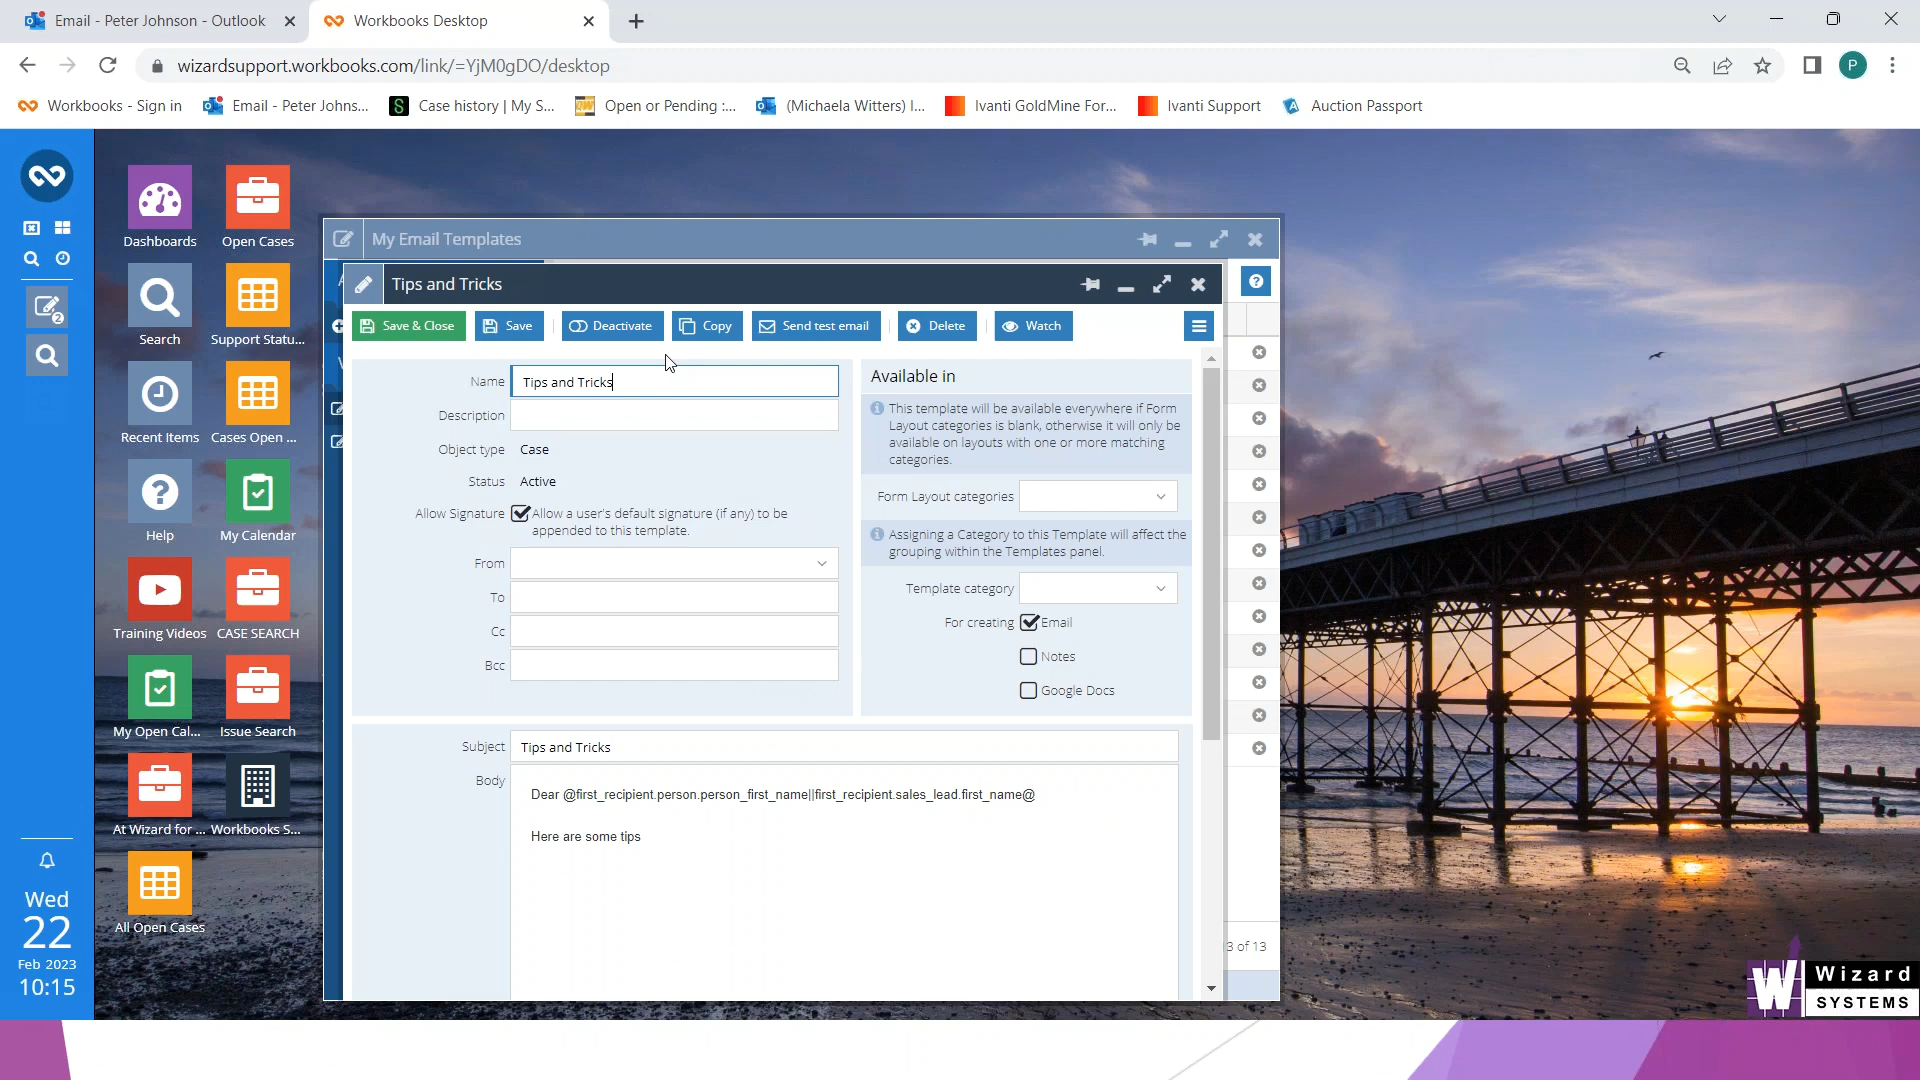 Email - Peter Johnson - Outlook
Workbooks Desktop
wizardsupport.workbooks.com/link/=YjM0gDO/desktop
P
Workbooks - Sign in
Email - Peter Johns...
Case history | My S...
Open or Pending :...
(Michaela Witters) I...
Ivanti GoldMine For...
Ivanti Support
Auction Passport
Dashboards
Open Cases
Search
Support Statu...
Recent Items
Cases Open ...
Help
My Calendar
Training Videos
CASE SEARCH
My Open Cal...
Issue Search
At Wizard for ...
Workbooks S...
All Open Cases
2
Wed
22
Feb 2023
10:15
My Email Templates
Tips and Tricks
Save & Close
Save
Deactivate
Copy
Send test email
Delete
Watch
Name
Tips and Tricks
Description
Object type
Case
Status
Active
Allow Signature
Allow a user's default signature (if any) to be
appended to this template.
From
To
Cc
Bcc
Available in
This template will be available everywhere if Form
Layout categories is blank, otherwise it will only be
available on layouts with one or more matching
categories.
Form Layout categories
Assigning a Category to this Template will affect the
grouping within the Templates panel.
Template category
For creating
Email
Notes
Google Docs
Subject
Tips and Tricks
Body
Dear @first_recipient.person.person_first_name||first_recipient.sales_lead.first_name@
Here are some tips
3 of 13
Wizard
SYSTEMS